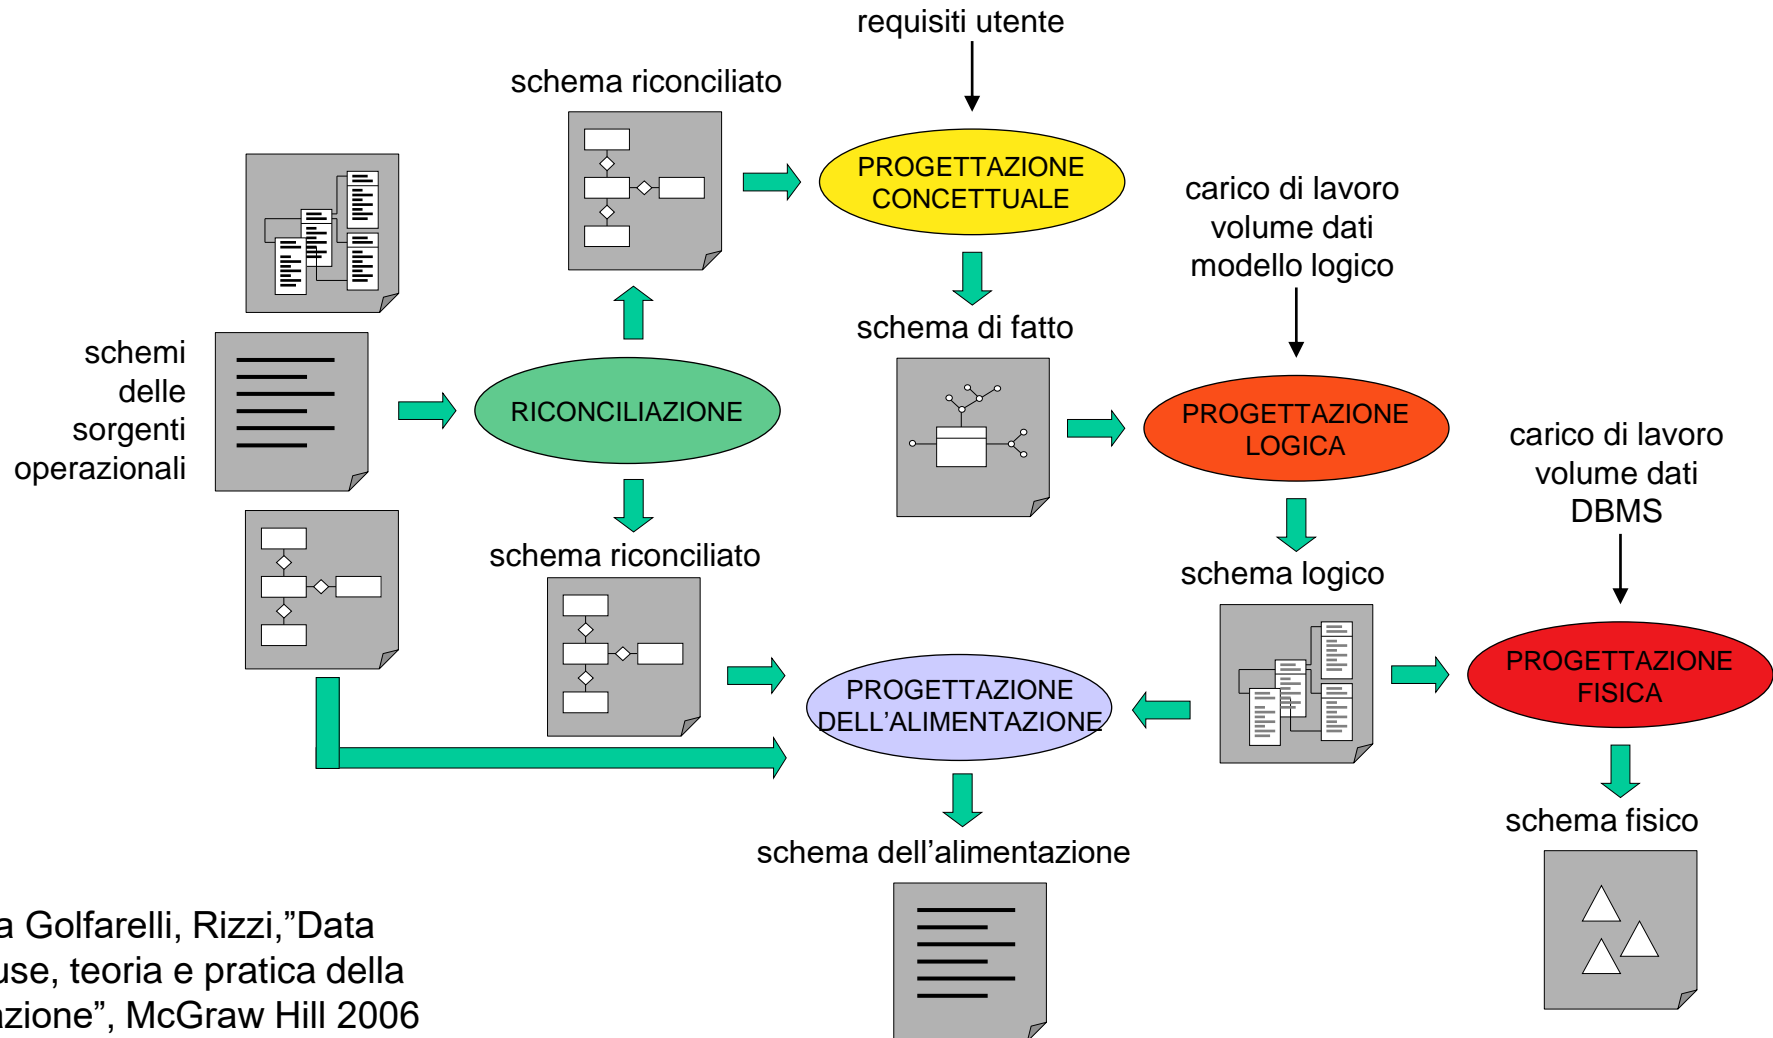 requisiti utente
schema riconciliato
PROGETTAZIONE
CONCETTUALE
carico di lavoro
volume dati
modello logico
schema di fatto
schemi
delle
sorgenti
operazionali
RICONCILIAZIONE
PROGETTAZIONE
LOGICA
carico di lavoro
volume dati
DBMS
schema riconciliato
schema logico
PROGETTAZIONE
DELL'ALIMENTAZIONE
PROGETTAZIONE
FISICA
schema dell’alimentazione
schema fisico
a Golfarelli, Rizzi,”Data
use, teoria e pratica della
azione”, McGraw Hill 2006